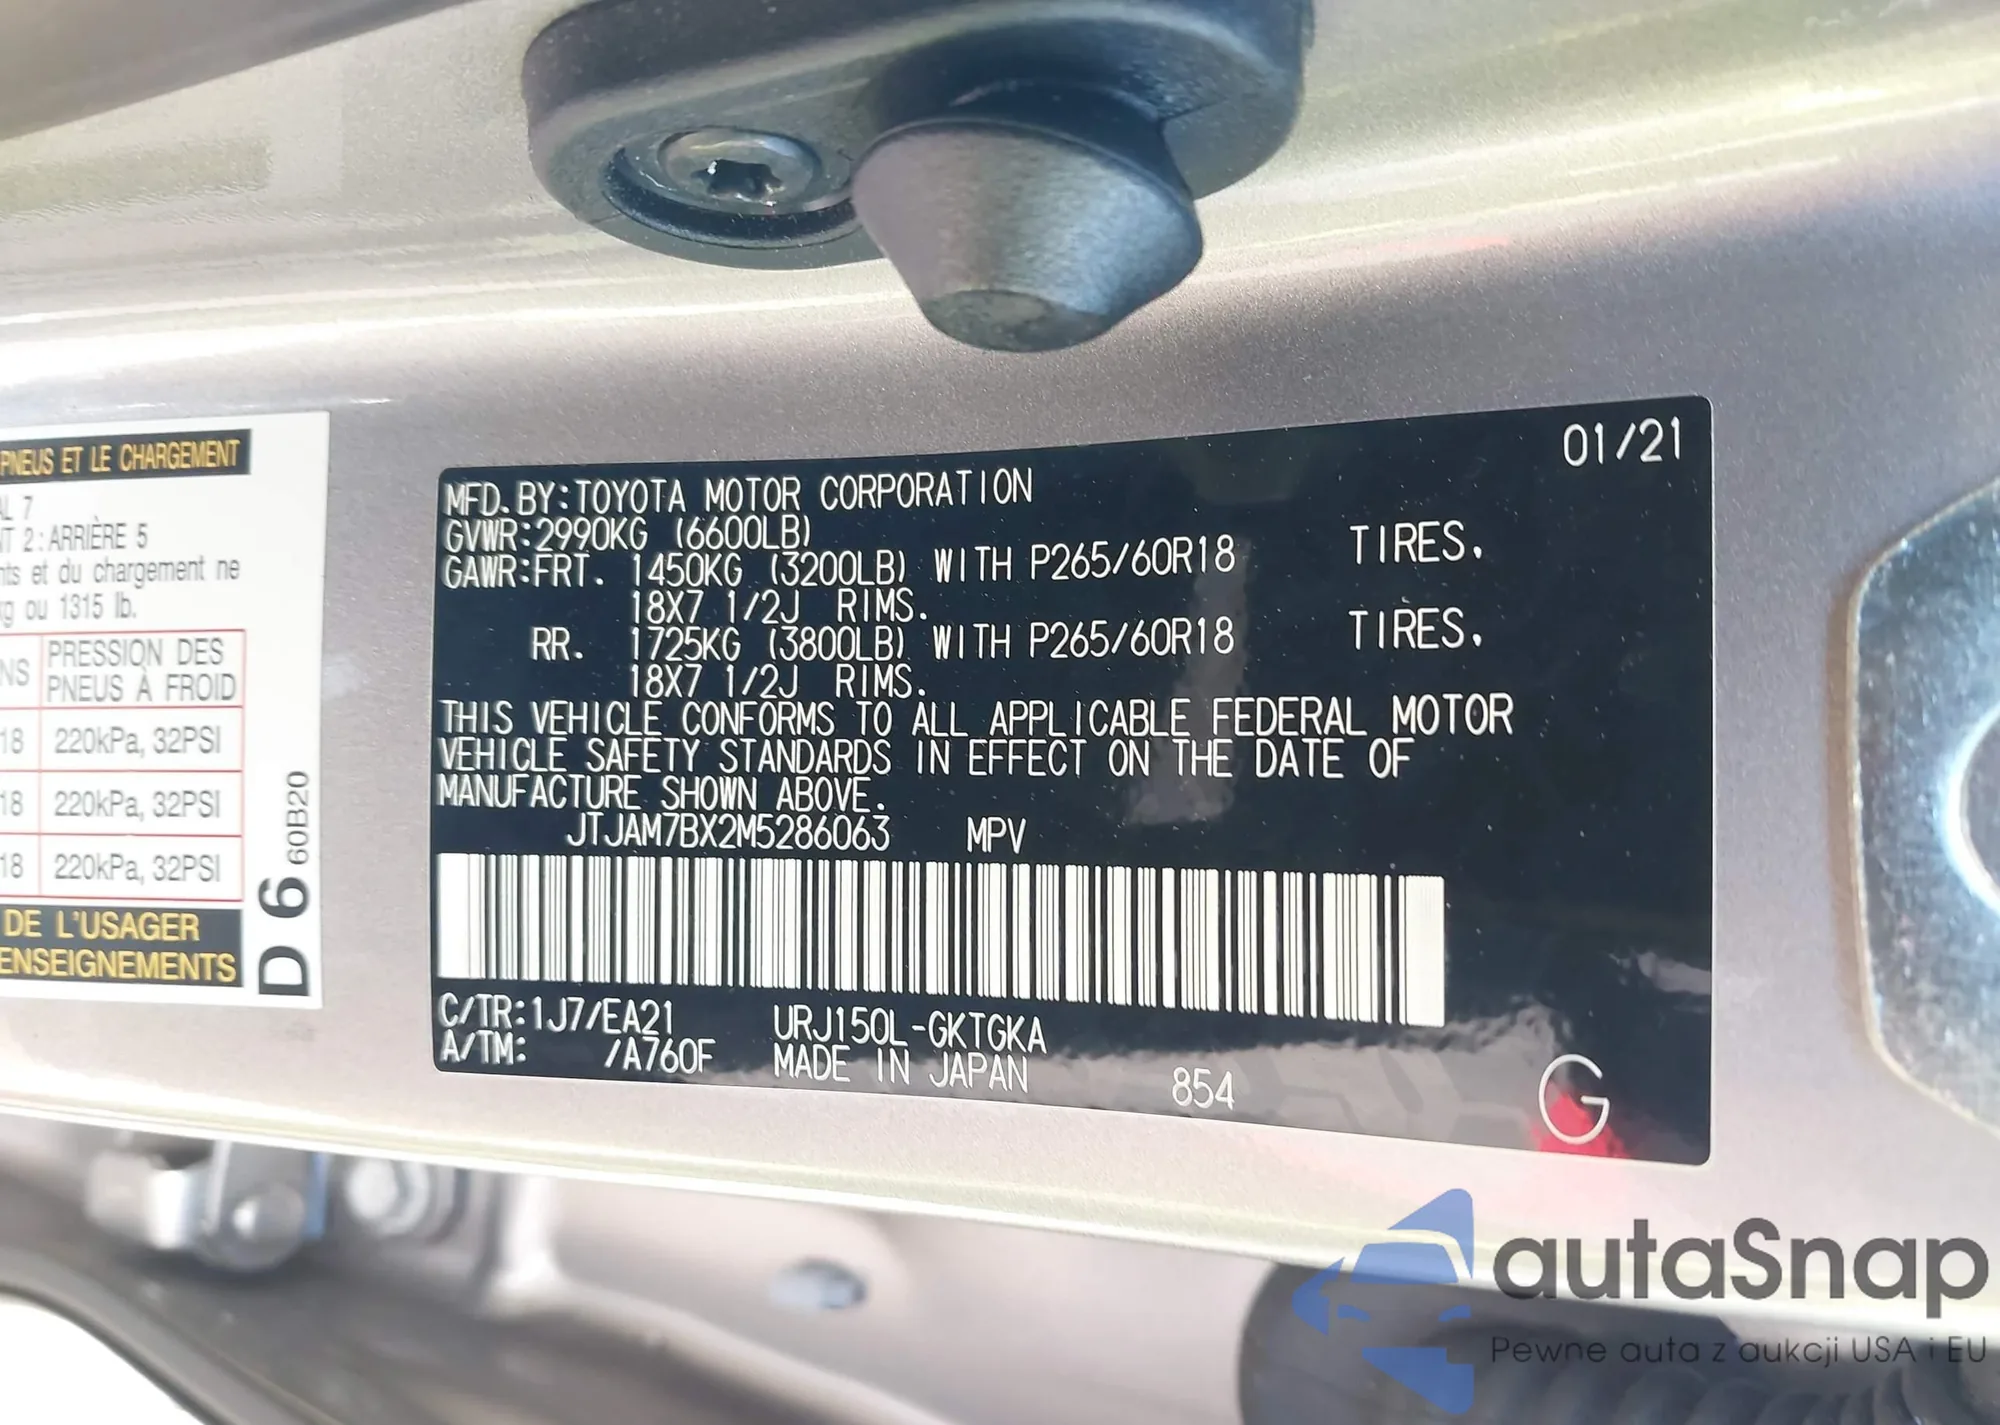 PNEUS ET LE CHARGEMENT
AL 7
NT 2 : ARRIÈRE 5
nts et du chargement ne
kg ou 1315 lb.
NS PRESSION DES
PNEUS À FROID
18 220kPa, 32PSI
18 220kPa, 32PSI
18 220kPa, 32PSI
DE L'USAGER
ENSEIGNEMENTS
D 6 60B20
01/21
MFD. BY:TOYOTA MOTOR CORPORATION
GVWR:2990KG (6600LB)
GAWR:FRT. 1450KG (3200LB) WITH P265/60R18 TIRES.
18X7 1/2J RIMS.
RR. 1725KG (3800LB) WITH P265/60R18 TIRES.
18X7 1/2J RIMS.
THIS VEHICLE CONFORMS TO ALL APPLICABLE FEDERAL MOTOR
VEHICLE SAFETY STANDARDS IN EFFECT ON THE DATE OF
MANUFACTURE SHOWN ABOVE.
JTJAM7BX2M5286063 MPV
C/TR:1J7/EA21 URJ150L-GKTGKA
A/TM: /A760F MADE IN JAPAN 854
G
autaSnap
Pewne auta z aukcji USA i EU